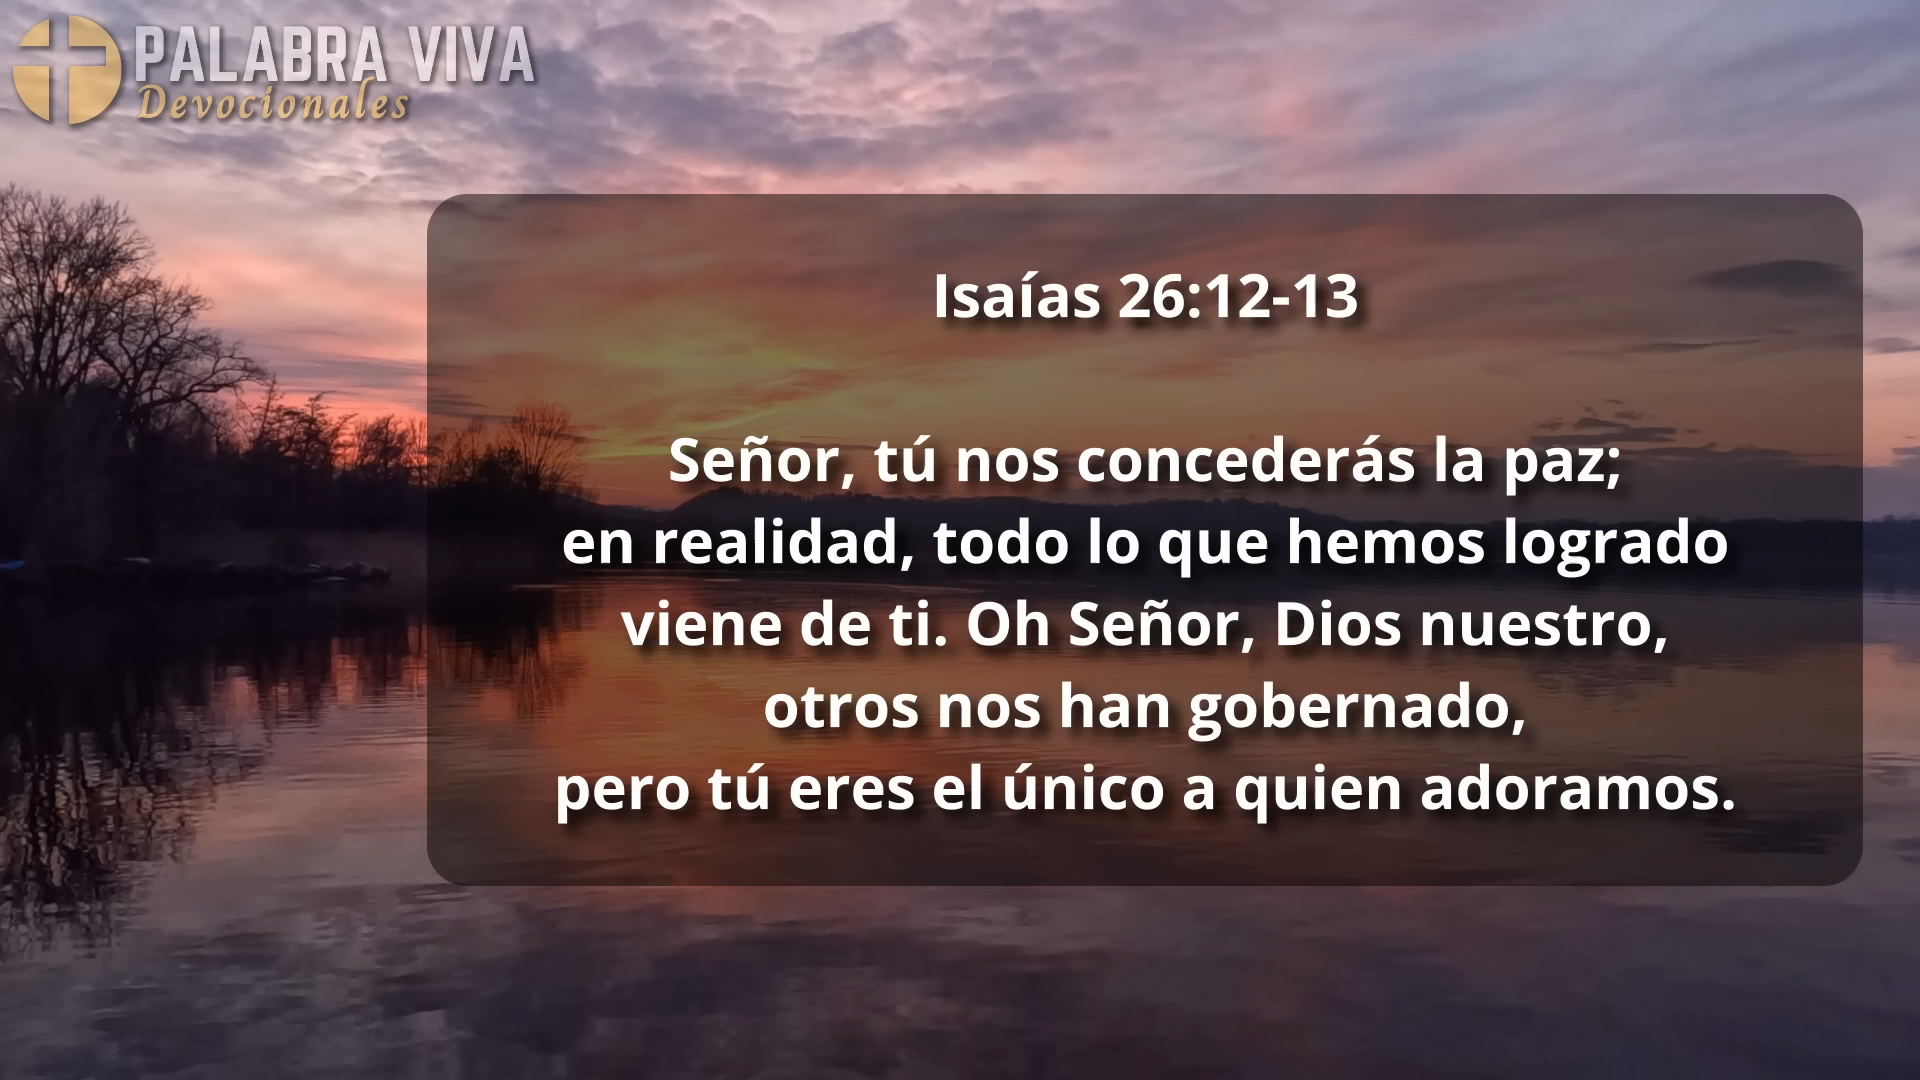 PALABRA VIVA
Devocionales
Isaías 26:12-13
Señor, tú nos concederás la paz;
en realidad, todo lo que hemos logrado
viene de ti. Oh Señor, Dios nuestro,
otros nos han gobernado,
pero tú eres el único a quien adoramos.